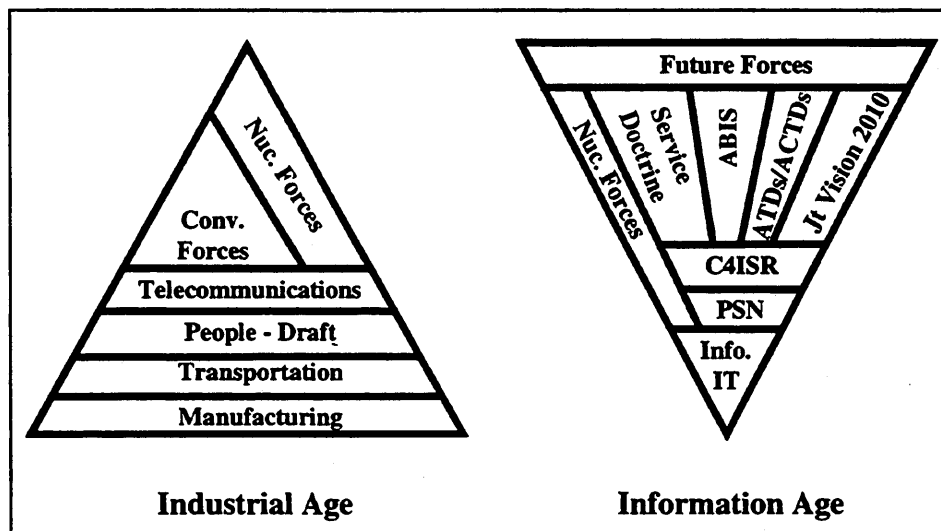 Nuc. Forces
Conv.
Forces
Telecommunications
People - Draft
Transportation
Manufacturing
Industrial Age
Future Forces
Nuc. Forces
Service
Doctrine
ABIS
ATDs/ACTDs
Jt Vision 2010
C4ISR
PSN
Info.
IT
Information Age